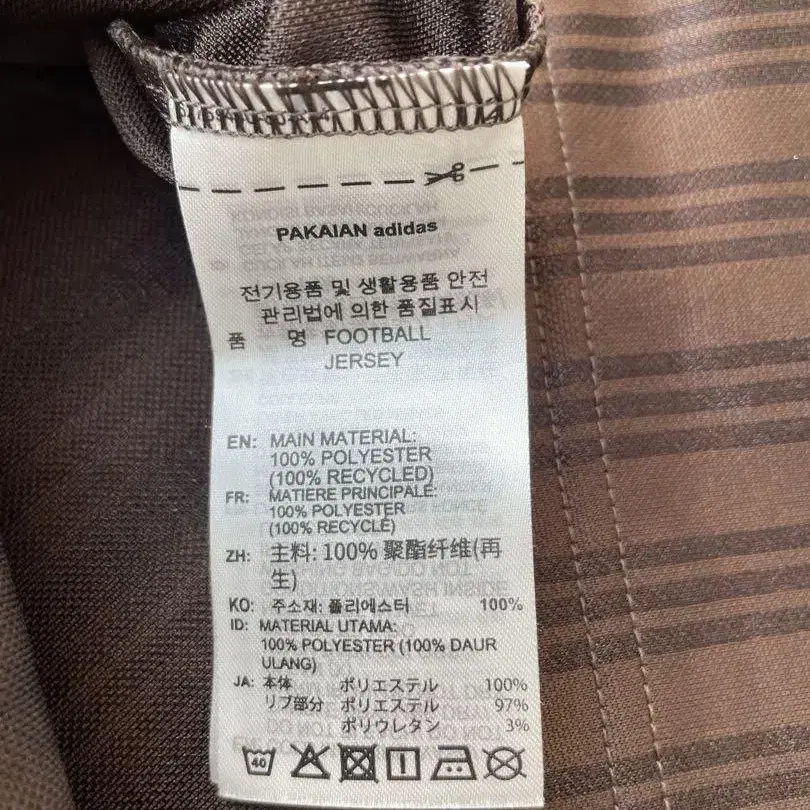 PAKAIAN adidas
전기용품 및 생활용품 안전
관리법에 의한 품질표시
품 명 FOOTBALL
JERSEY
EN: MAIN MATERIAL:
100% POLYESTER
(100% RECYCLED)
FR: MATIERE PRINCIPALE:
100% POLYESTER
(100% RECYCLÉ)
ZH: 主料: 100% 聚酯纤维(再
生)
KO: 주소재: 폴리에스터 100%
ID: MATERIAL UTAMA:
100% POLYESTER (100% DAUR
ULANG)
JA: 本体 ポリエステル 100%
リブ部分 ポリエステル 97%
ポリウレタン 3%
40